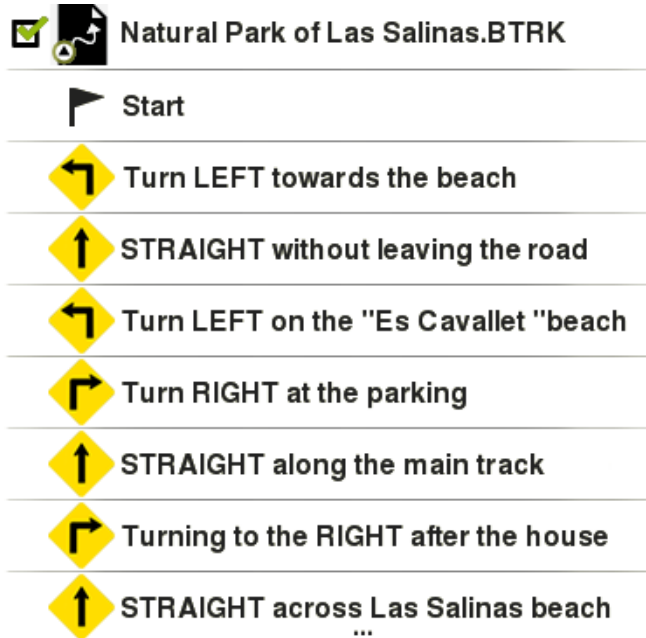 Natural Park of Las Salinas.BTRK
Start
Turn LEFT towards the beach
STRAIGHT without leaving the road
Turn LEFT on the "Es Cavallet "beach
Turn RIGHT at the parking
STRAIGHT along the main track
Turning to the RIGHT after the house
STRAIGHT across Las Salinas beach
...